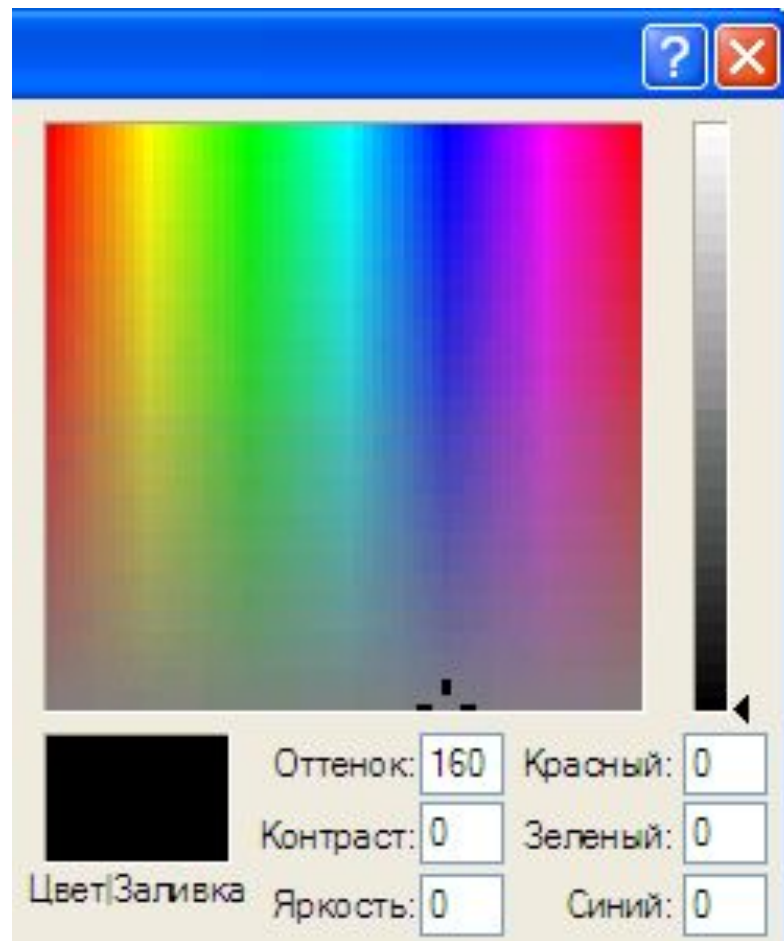 ?
Оттенок: 160 Красный: 0
Контраст: 0 Зеленый: 0
Цвет|Заливка Яркость: 0 Синий: 0